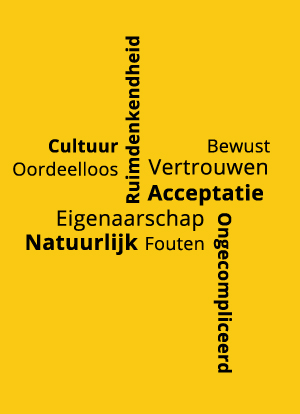 Ruimdenkendheid
Cultuur
Bewust
Oordeelloos
Vertrouwen
Acceptatie
Eigenaarschap
Natuurlijk
Fouten
Ongecompliceerd